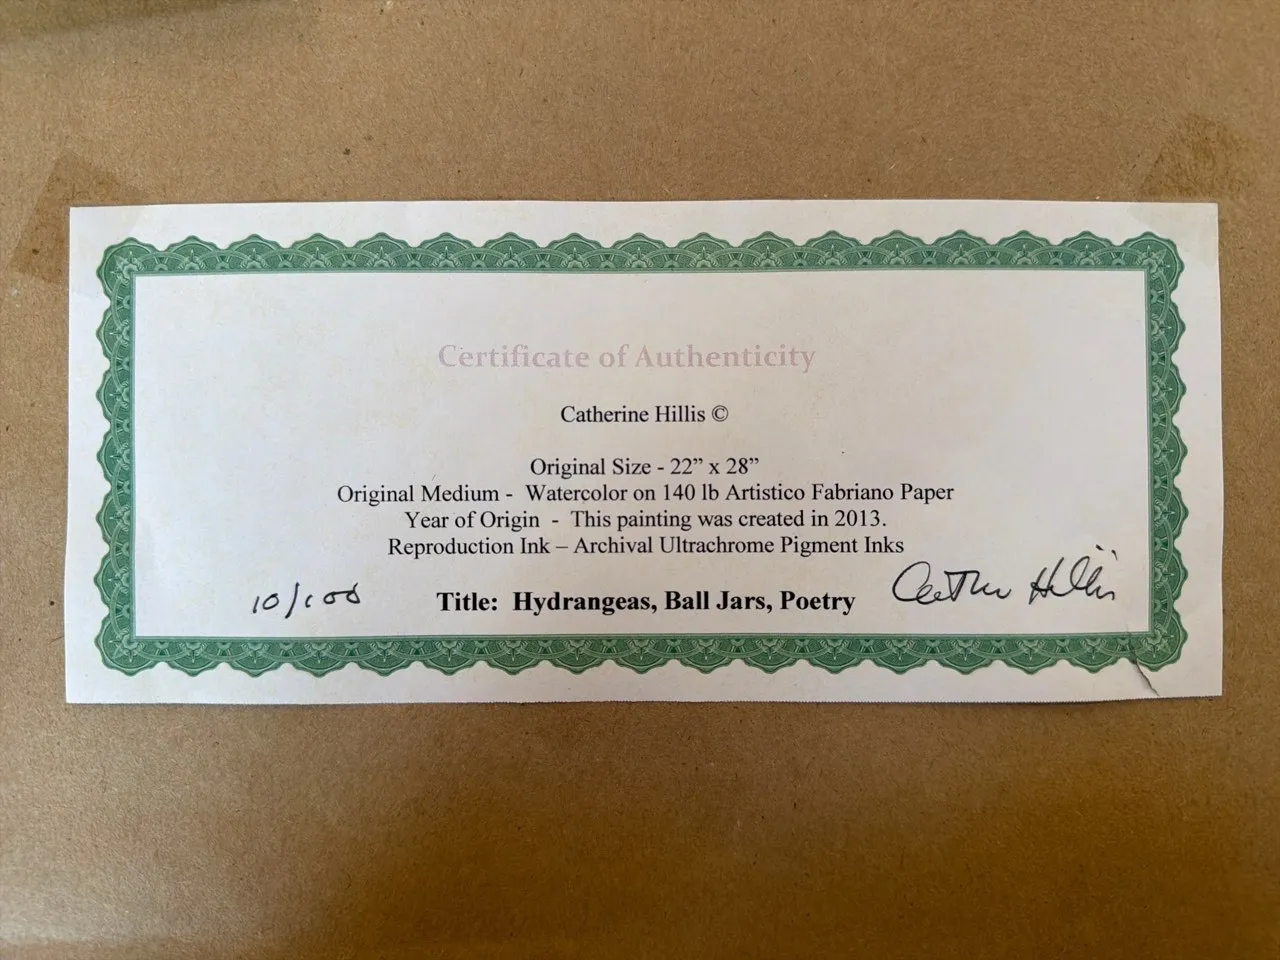 Certificate of Authenticity
Catherine Hillis ©
Original Size - 22” x 28”
Original Medium - Watercolor on 140 lb Artistico Fabriano Paper
Year of Origin - This painting was created in 2013.
Reproduction Ink – Archival Ultrachrome Pigment Inks
10/100 Title: Hydrangeas, Ball Jars, Poetry Catherine Hillis